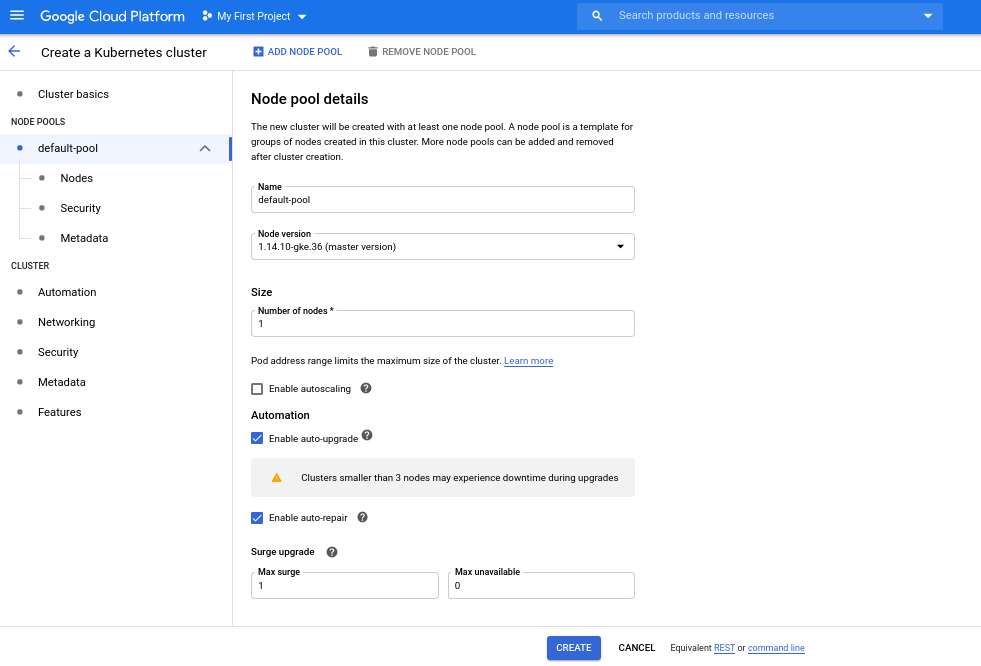 Google Cloud Platform
My First Project
Search products and resources
Create a Kubernetes cluster
ADD NODE POOL
REMOVE NODE POOL
Cluster basics
NODE POOLS
default-pool
Nodes
Security
Metadata
CLUSTER
Automation
Networking
Security
Metadata
Features
Node pool details
The new cluster will be created with at least one node pool. A node pool is a template for
groups of nodes created in this cluster. More node pools can be added and removed
after cluster creation.
Name
default-pool
Node version
1.14.10-gke.36 (master version)
Size
Number of nodes *
1
Pod address range limits the maximum size of the cluster. Learn more
Enable autoscaling
Automation
Enable auto-upgrade
Clusters smaller than 3 nodes may experience downtime during upgrades
Enable auto-repair
Surge upgrade
Max surge
1
Max unavailable
0
CREATE
CANCEL
Equivalent REST or command line